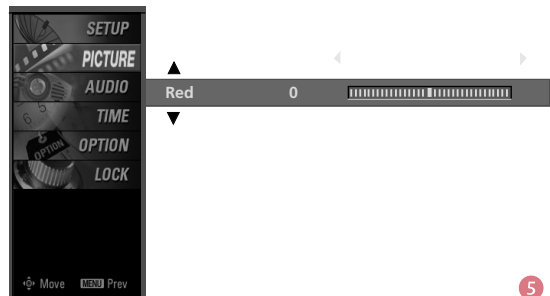 SETUP
PICTURE
AUDIO
Red 0
TIME
OPTION
LOCK
Move MENU Prev
5